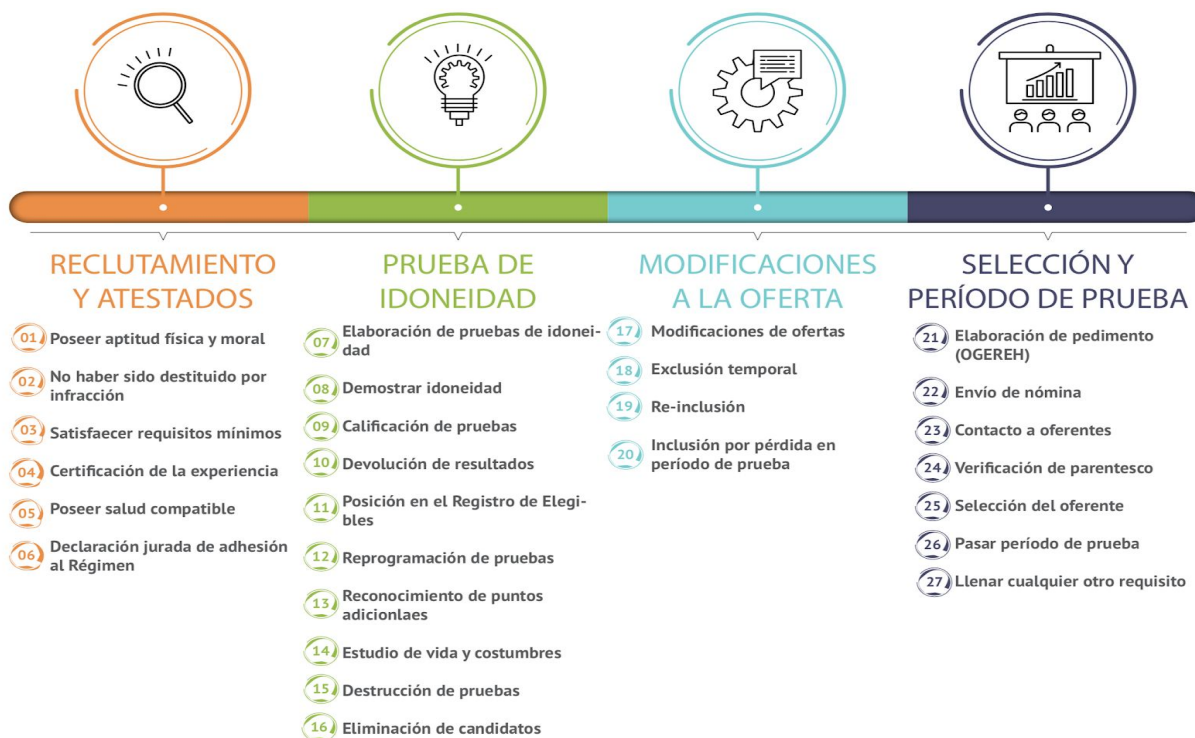 RECLUTAMIENTO
Y ATESTADOS
01 Poseer aptitud física y moral
02 No haber sido destituido por
infracción
03 Satisfaecer requisitos mínimos
04 Certificación de la experiencia
05 Poseer salud compatible
06 Declaración jurada de adhesión
al Régimen
PRUEBA DE
IDONEIDAD
07 Elaboración de pruebas de idonei-
dad
08 Demostrar idoneidad
09 Calificación de pruebas
10 Devolución de resultados
11 Posición en el Registro de Elegi-
bles
12 Reprogramación de pruebas
13 Reconocimiento de puntos
adicionlaes
14 Estudio de vida y costumbres
15 Destrucción de pruebas
16 Eliminación de candidatos
MODIFICACIONES
A LA OFERTA
17 Modificaciones de ofertas
18 Exclusión temporal
19 Re-inclusión
20 Inclusión por pérdida en
período de prueba
SELECCIÓN Y
PERÍODO DE PRUEBA
21 Elaboración de pedimento
(OGEREH)
22 Envío de nómina
23 Contacto a oferentes
24 Verificación de parentesco
25 Selección del oferente
26 Pasar período de prueba
27 Llenar cualquier otro requisito